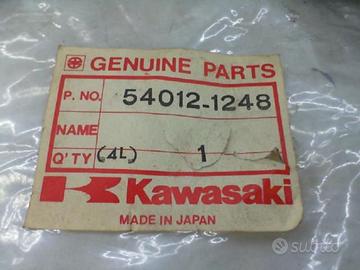 GENUINE PARTS
P. NO. 54012-1248
NAME
Q'TY (4L) 1
Kawasaki
MADE IN JAPAN
subito